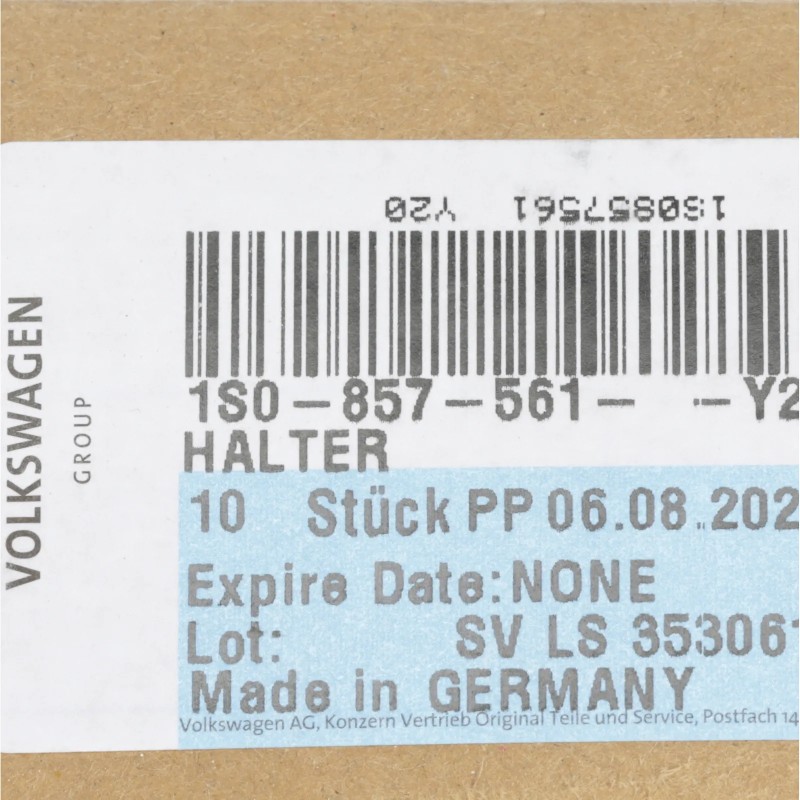 VOLKSWAGEN
GROUP
1S0857561 Y20
1S0-857-561- -Y2
HALTER
10 Stück PP 06.08.202
Expire Date: NONE
Lot: SV LS 353061
Made in GERMANY
Volkswagen AG, Konzern Vertrieb Original Teile und Service, Postfach 14